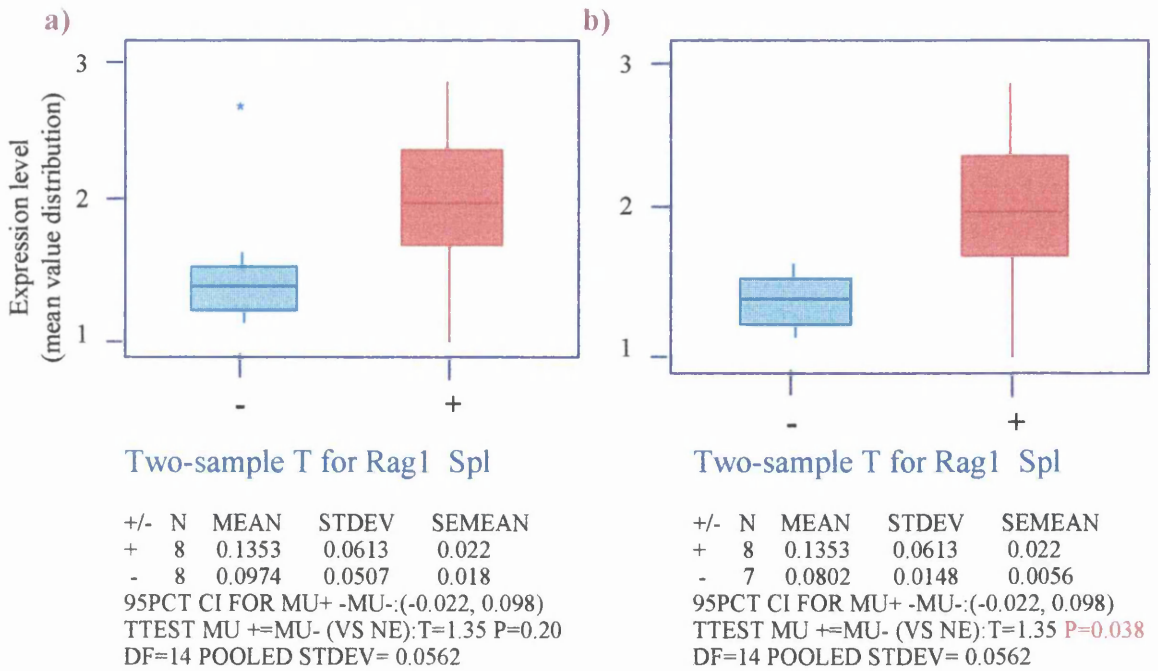 a)
3
2
1
Expression level
(mean value distribution)
*
-
+
Two-sample T for Rag1 Spl
+/- N MEAN STDEV SEMEAN
+ 8 0.1353 0.0613 0.022
- 8 0.0974 0.0507 0.018
95PCT CI FOR MU+ -MU-:(-0.022, 0.098)
TTEST MU +=MU- (VS NE):T=1.35 P=0.20
DF=14 POOLED STDEV= 0.0562
b)
3
2
1
-
+
Two-sample T for Rag1 Spl
+/- N MEAN STDEV SEMEAN
+ 8 0.1353 0.0613 0.022
- 7 0.0802 0.0148 0.0056
95PCT CI FOR MU+ -MU-:(-0.022, 0.098)
TTEST MU +=MU- (VS NE):T=1.35 P=0.038
DF=14 POOLED STDEV= 0.0562